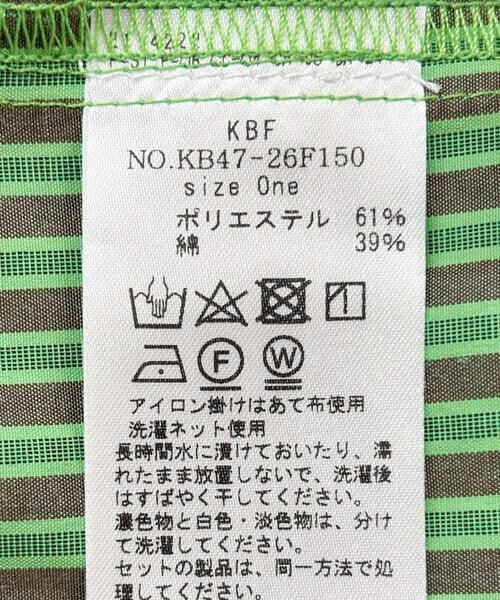 KBF
NO.KB47-26F150
size One
ポリエステル 61%
綿 39%
F W
アイロン掛けはあて布使用
洗濯ネット使用
長時間水に漬けておいたり、濡
れたまま放置しないで、洗濯後
はすばやく干してください。
濃色物と白色・淡色物は、分け
て洗濯してください。
セットの製品は、同一方法で処
理してください。